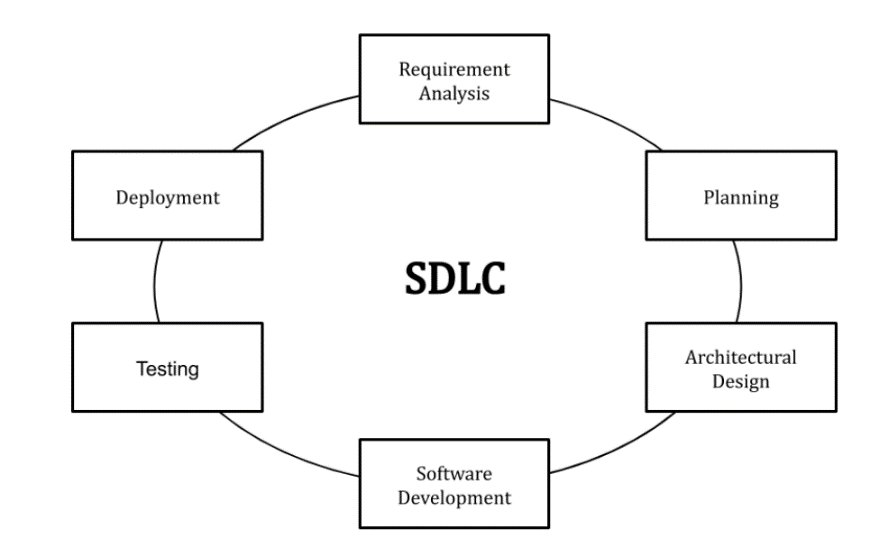 Requirement
Analysis
Deployment
Planning
SDLC
Testing
Architectural
Design
Software
Development